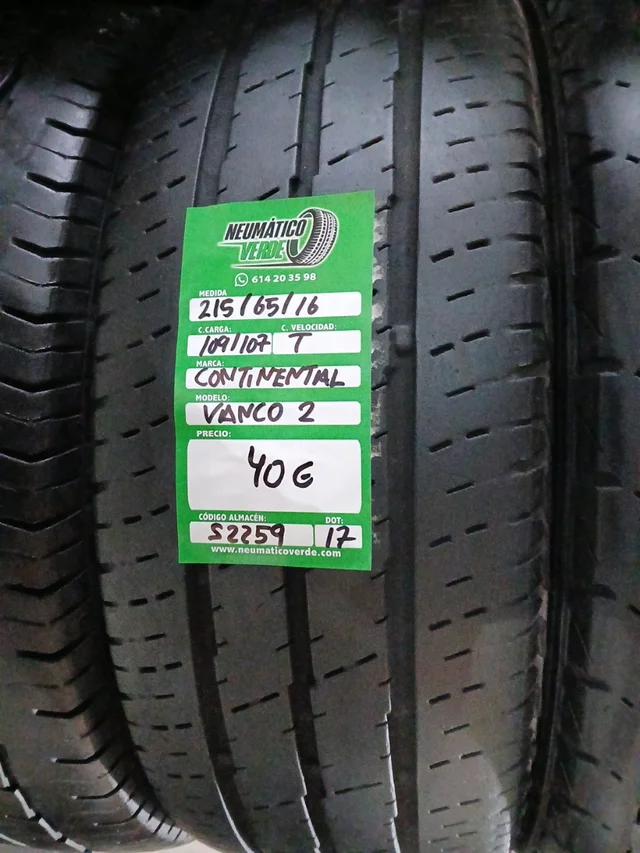 NEUMÁTICO
VERDE
614 20 35 98
MEDIDA
215/65/16
C.CARGA: C. VELOCIDAD:
109/107 T
MARCA:
CONTINENTAL
MODELO:
VANCO 2
PRECIO:
40€
CÓDIGO ALMACÉN: DOT:
S2259 17
www.neumaticoverde.com